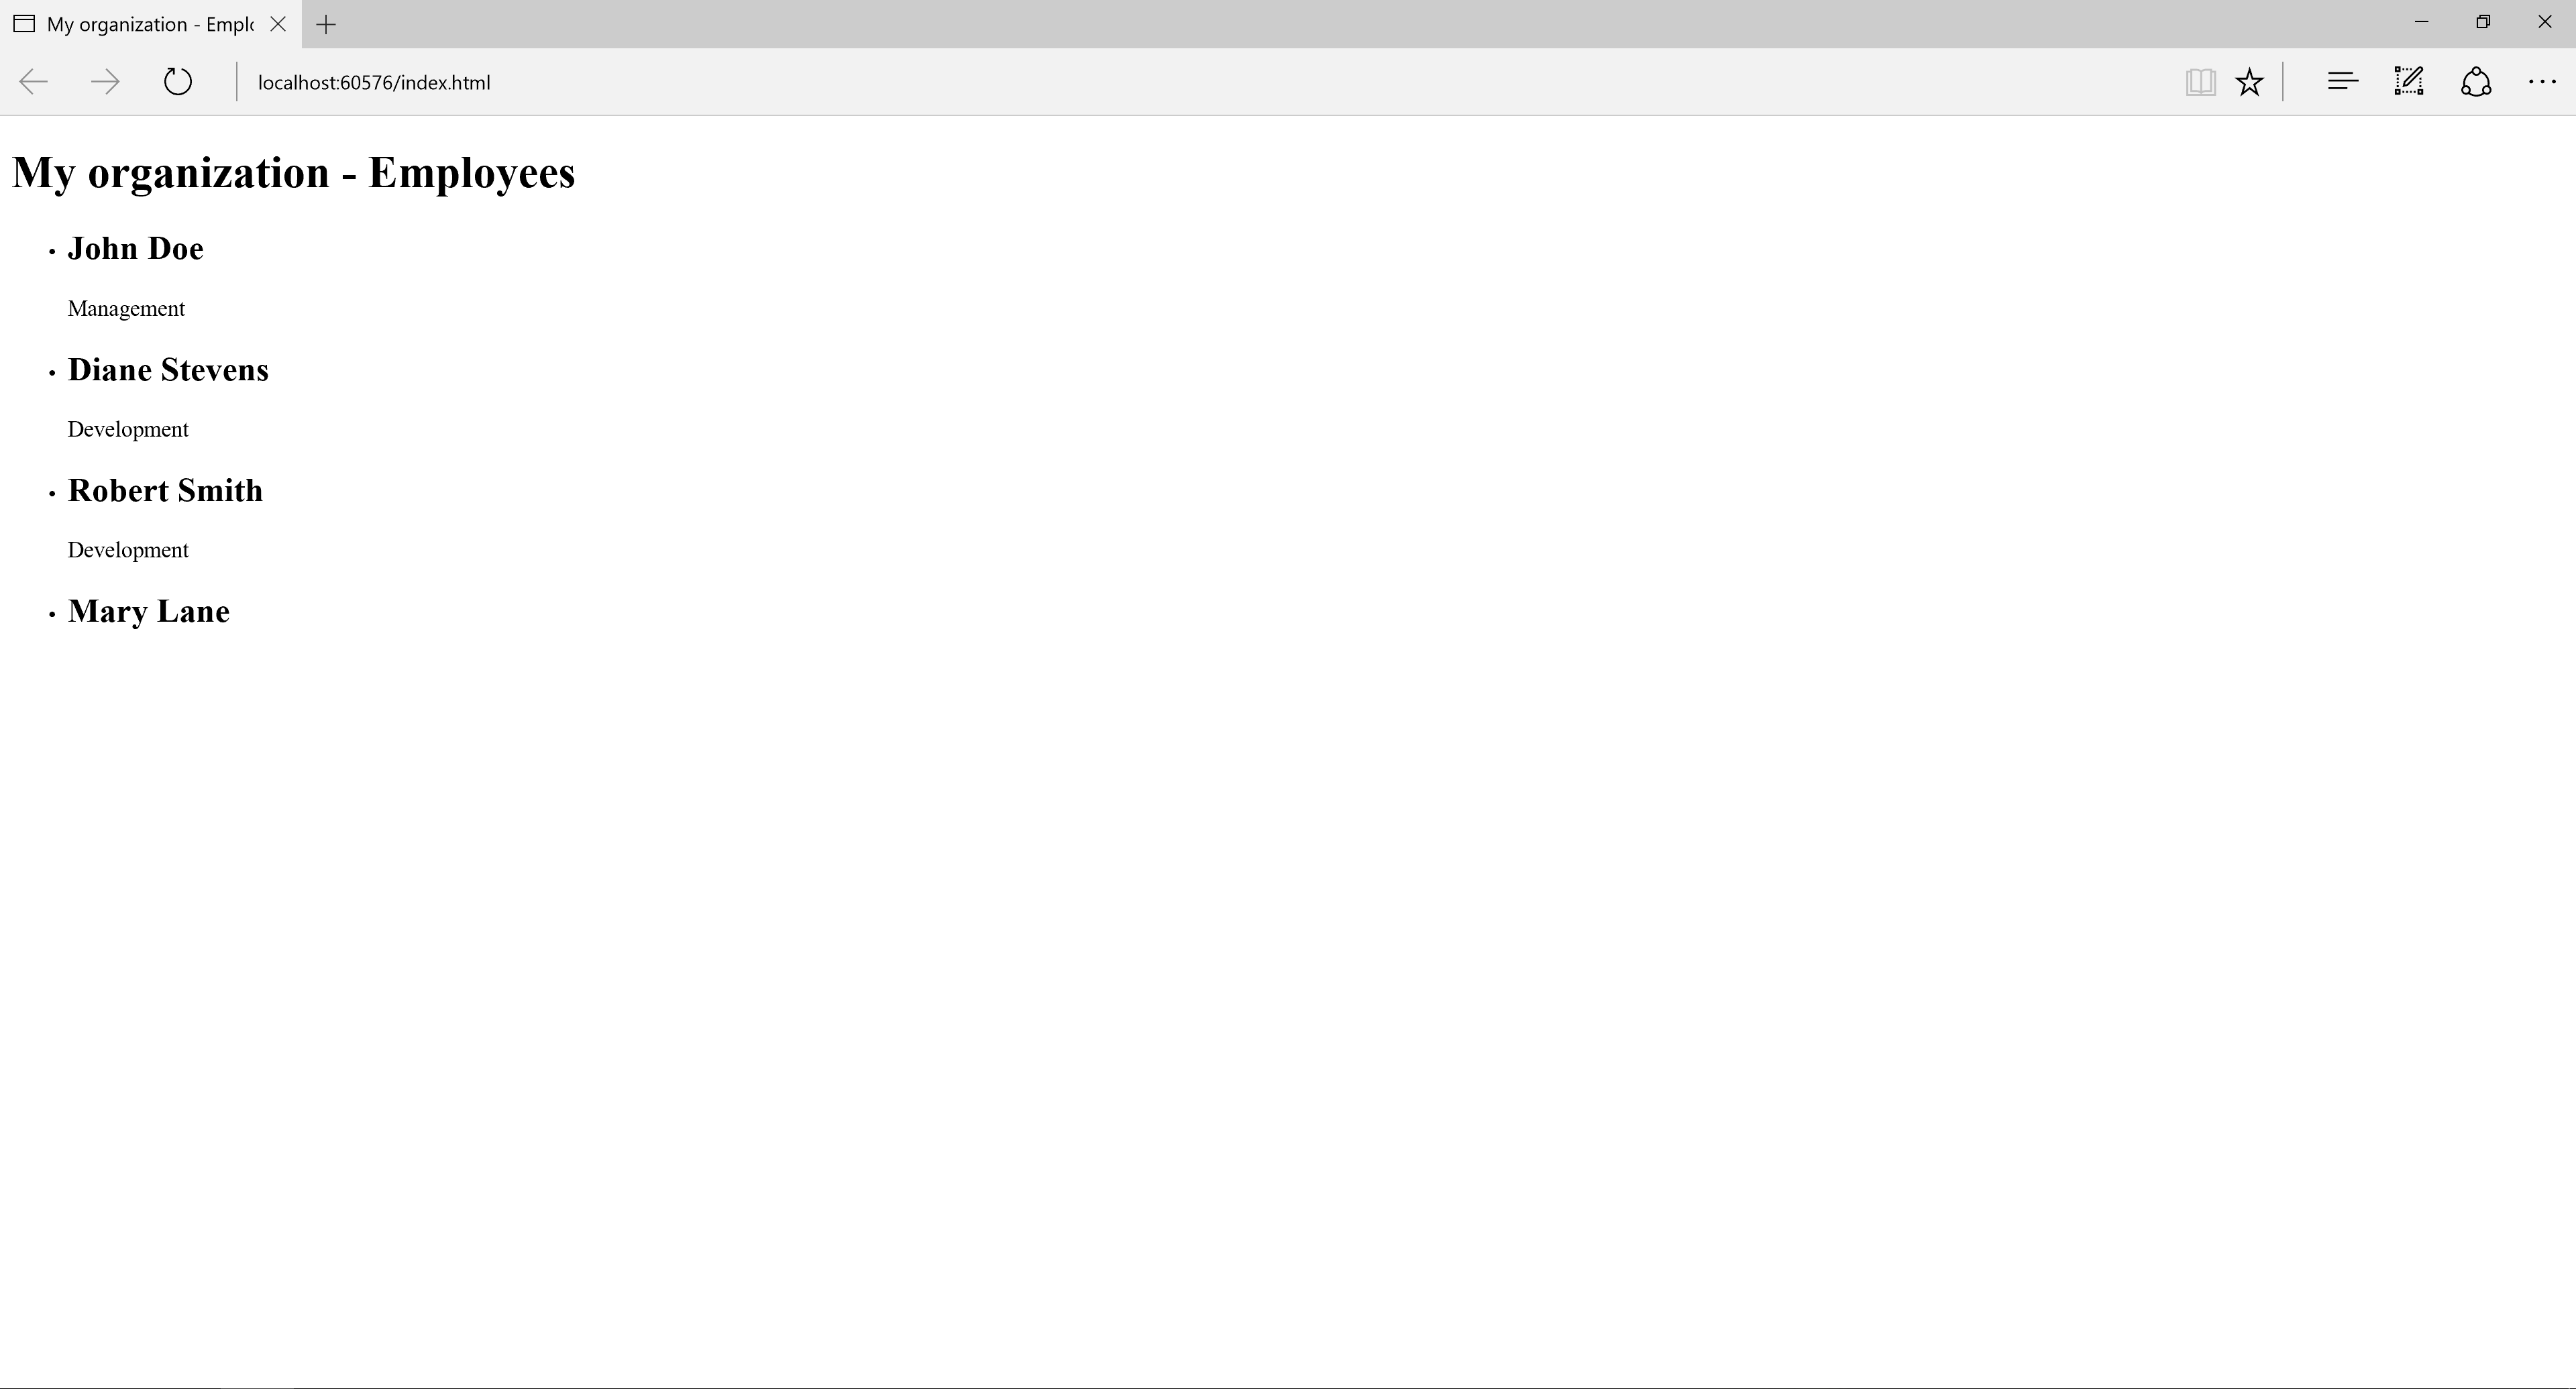 My organization - Emplo
localhost:60576/index.html
My organization - Employees
• John Doe
Management
• Diane Stevens
Development
• Robert Smith
Development
• Mary Lane